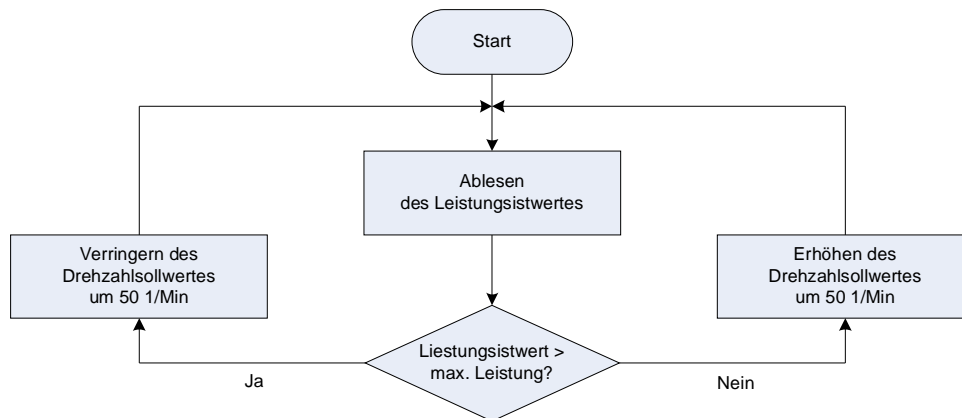 Start
Ablesen
des Leistungsistwertes
Verringern des
Drehzahlsollwertes
um 50 1/Min
Erhöhen des
Drehzahlsollwertes
um 50 1/Min
Liestungsistwert >
max. Leistung?
Ja
Nein